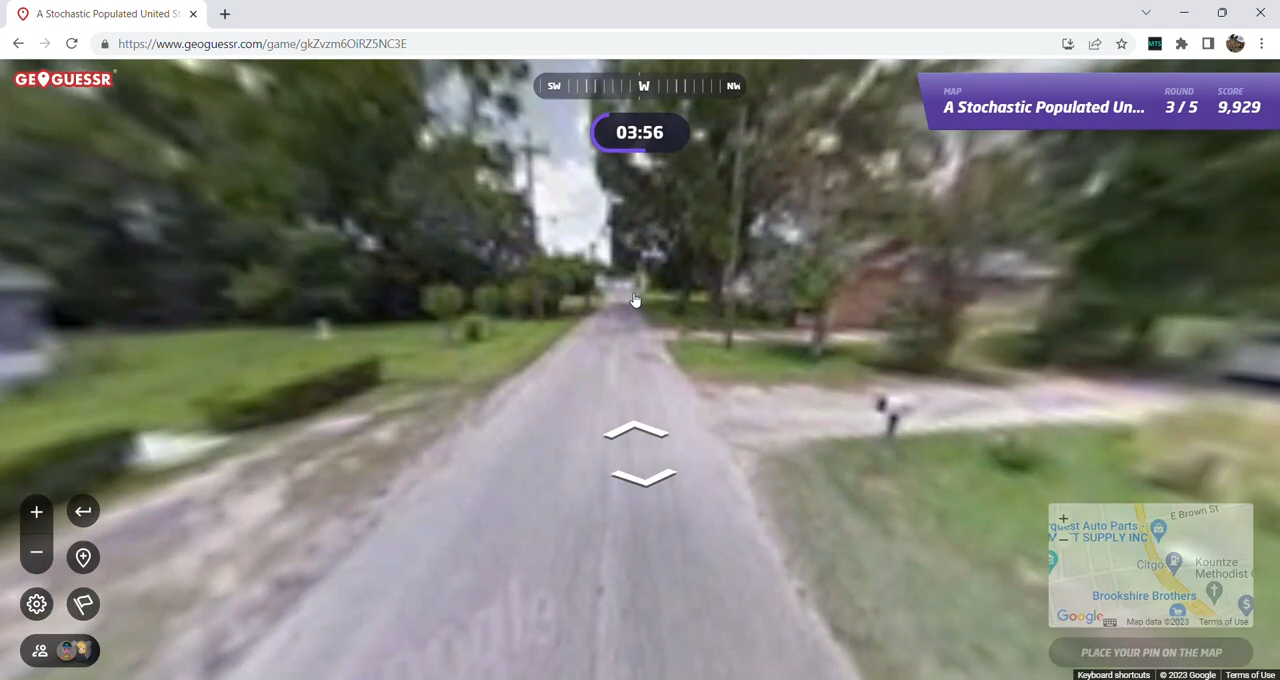 A Stochastic Populated United S
https://www.geoguessr.com/game/gkZvzm6OiRZ5NC3E
MTS
GEOGUESSR
SW W NW
03:56
MAP ROUND SCORE
A Stochastic Populated Un... 3 / 5 9,929
E Brown St
quest Auto Parts -
T SUPPLY INC
Citgo
Kountze
Methodist
Brookshire Brothers
Google
Map data ©2023 Terms of Use
PLACE YOUR PIN ON THE MAP
Keyboard shortcuts © 2023 Google Terms of Use